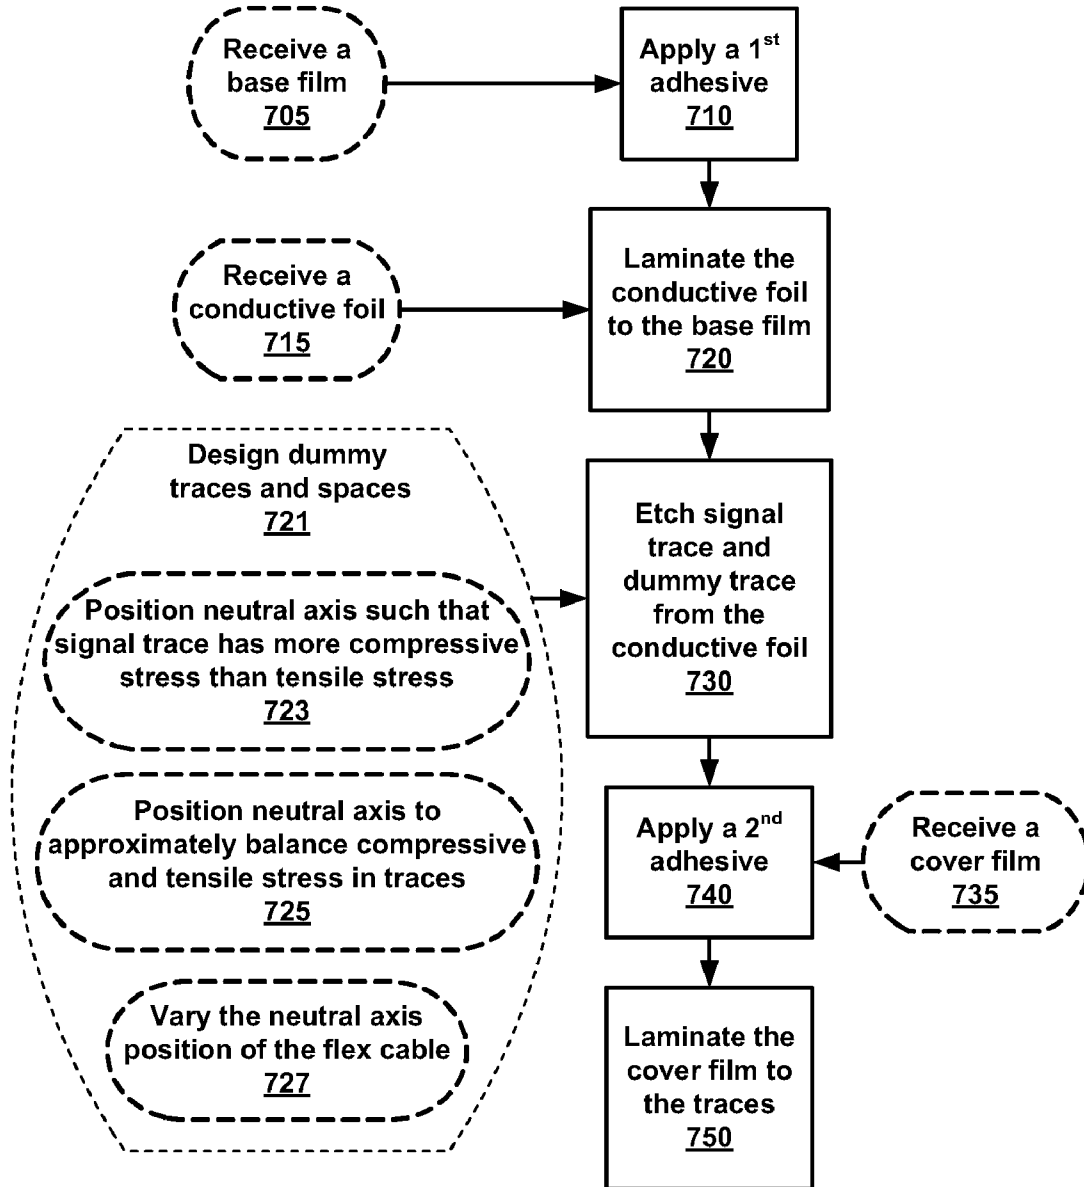 Receive a
base film
705
Apply a 1st
adhesive
710
Receive a
conductive foil
715
Laminate the
conductive foil
to the base film
720
Design dummy
traces and spaces
721
Position neutral axis such that
signal trace has more compressive
stress than tensile stress
723
Position neutral axis to
approximately balance compressive
and tensile stress in traces
725
Vary the neutral axis
position of the flex cable
727
Etch signal
trace and
dummy trace
from the
conductive foil
730
Apply a 2nd
adhesive
740
Receive a
cover film
735
Laminate the
cover film to
the traces
750